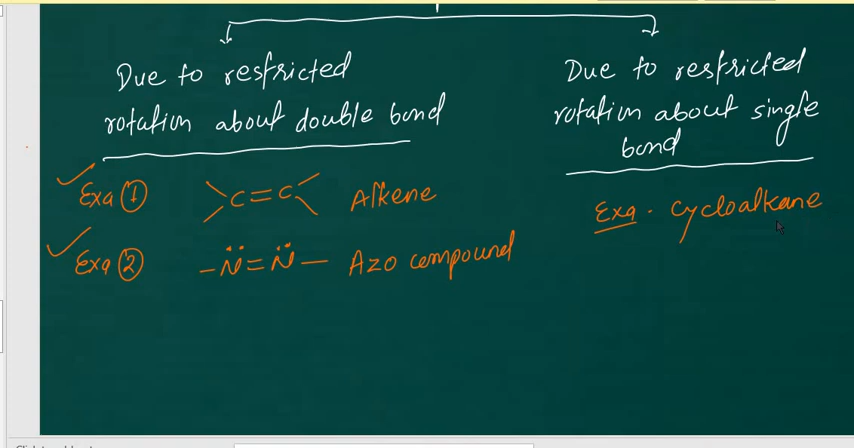 Due to restricted
rotation about double bond
Exa ① >C=C< Alkene
Exa ② –N̈=N̈– Azo compound
Due to restricted
rotation about single
bond
Exa. Cycloalkane